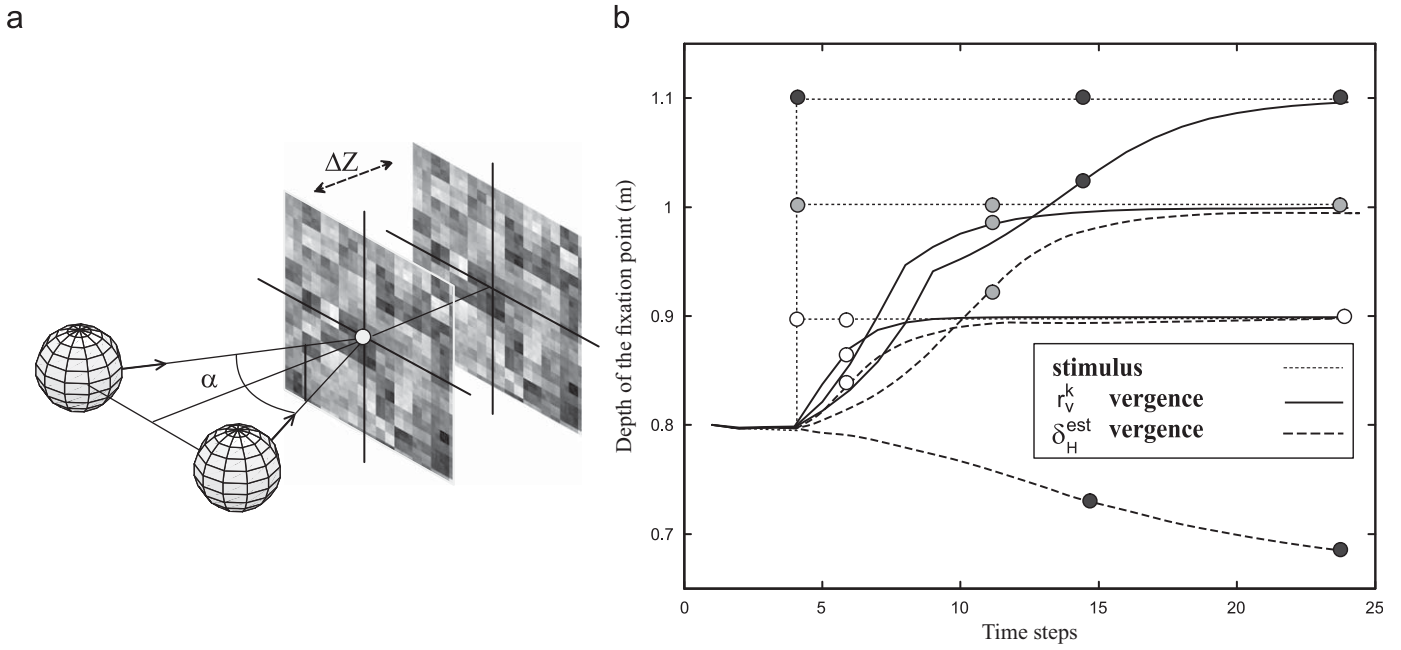 a
b
ΔZ
α
Depth of the fixation point (m)
1.1
1
0.9
0.8
0.7
stimulus
r_v^k vergence
δ_H^est vergence
0 5 10 15 20 25
Time steps